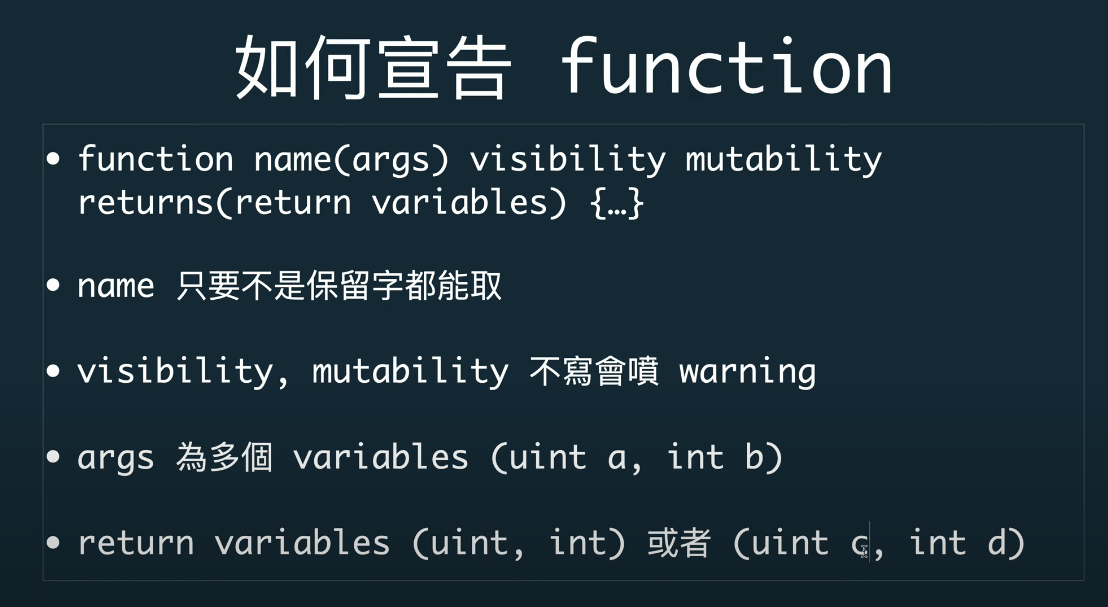 如何宣告 function
• function name(args) visibility mutability
returns(return variables) {…}
• name 只要不是保留字都能取
• visibility, mutability 不寫會噴 warning
• args 為多個 variables (uint a, int b)
• return variables (uint, int) 或者 (uint c, int d)